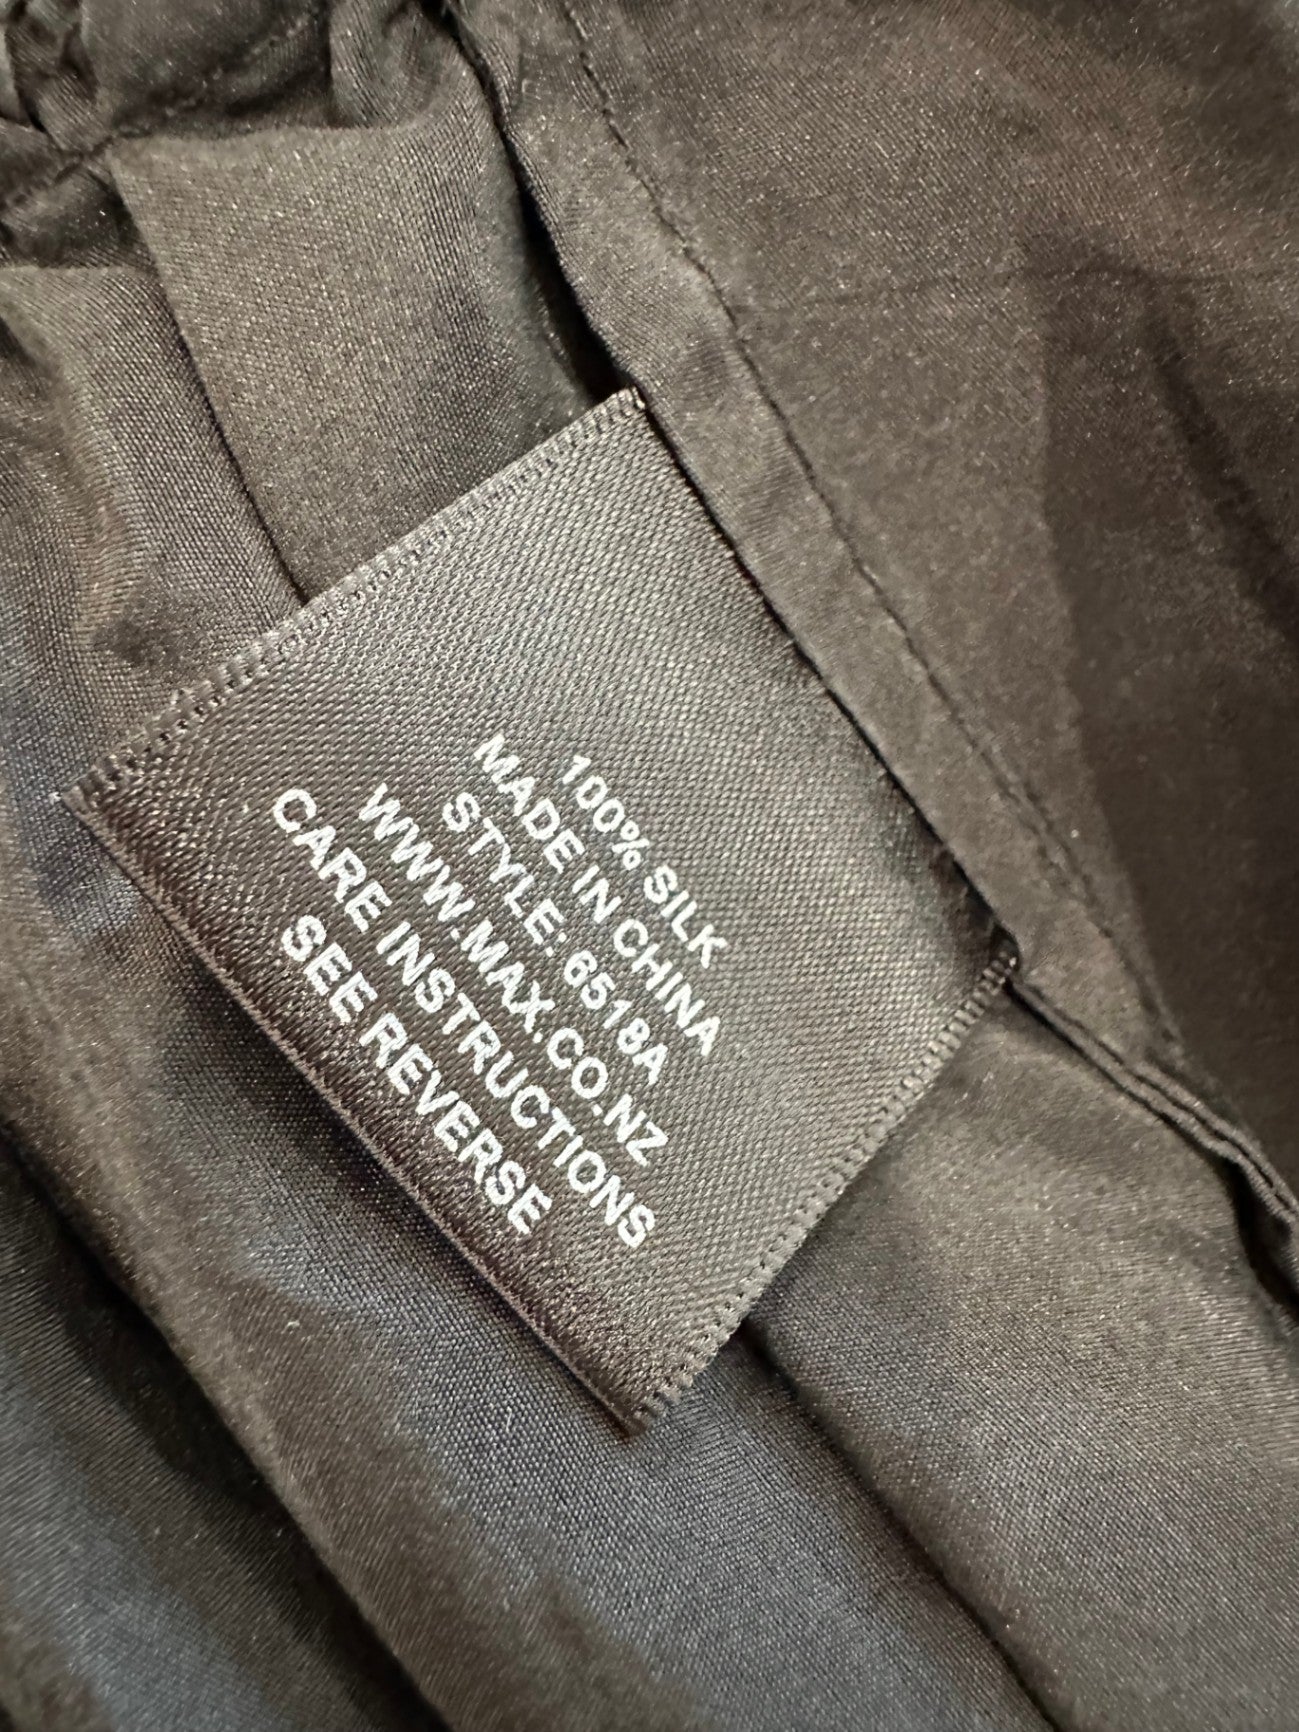 100% SILK
MADE IN CHINA
STYLE: 6518A
WWW.MAX.CO.NZ
CARE INSTRUCTIONS
SEE REVERSE